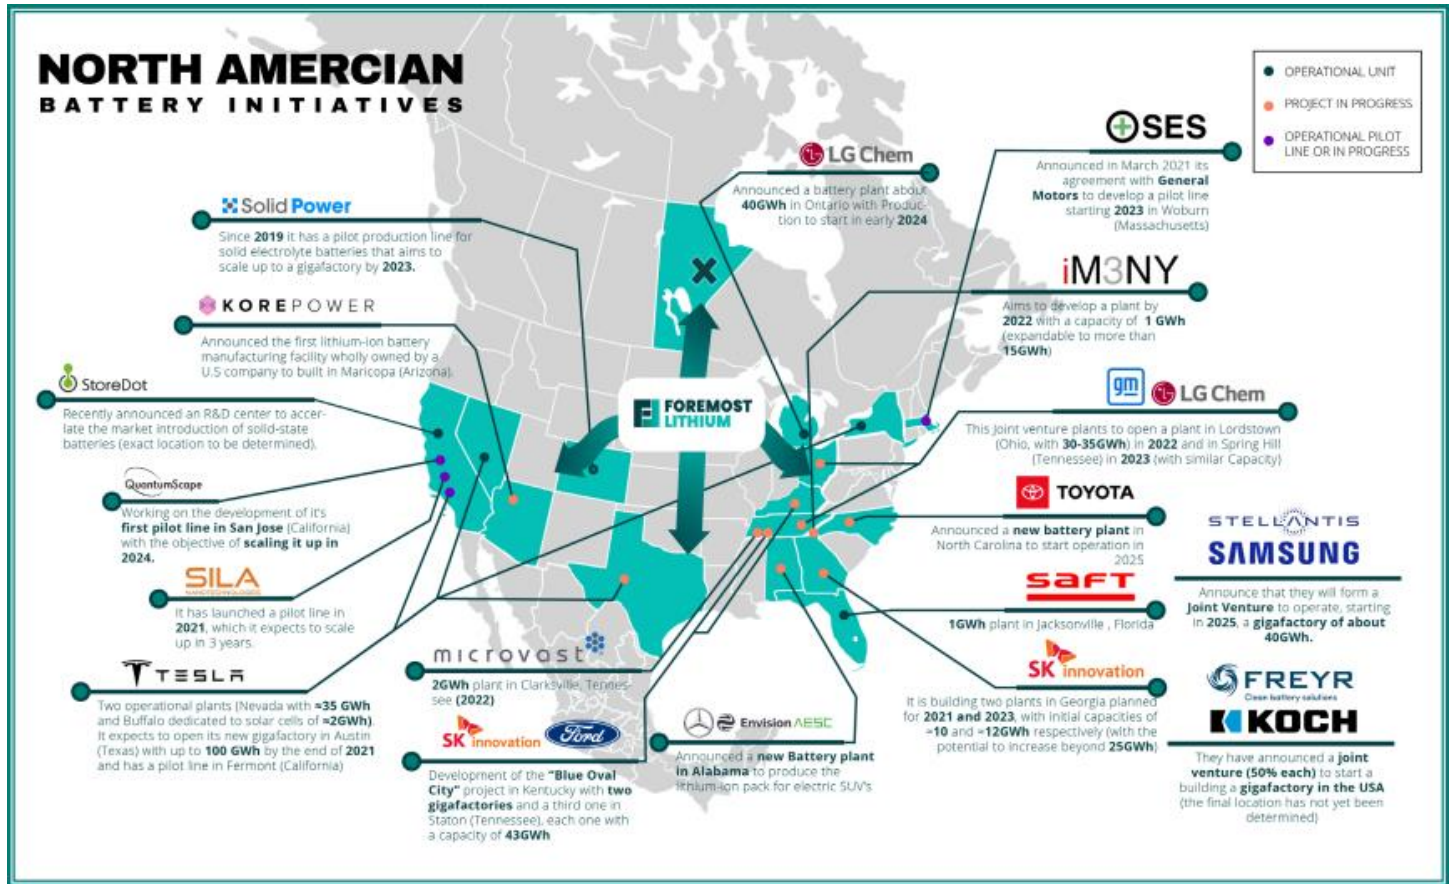 NORTH AMERCIAN
BATTERY INITIATIVES
OPERATIONAL UNIT
PROJECT IN PROGRESS
OPERATIONAL PILOT
LINE OR IN PROGRESS
SES
Announced in March 2021 its
agreement with General
Motors to develop a pilot line
starting 2023 in Woburn
(Massachusetts)
LG Chem
Announced a battery plant about
40GWh in Ontario with Produc-
tion to start in early 2024
Solid Power
Since 2019 it has a pilot production line for
solid electrolyte batteries that aims to
scale up to a gigafactory by 2023.
iM3NY
Aims to develop a plant by
2022 with a capacity of 1 GWh
(expandable to more than
15GWh)
KOREPOWER
Announced the first lithium-ion battery
manufacturing facility wholly owned by a
U.S company to built in Maricopa (Arizona).
StoreDot
Recently announced an R&D center to accer-
late the market introduction of solid-state
batteries (exact location to be determined).
FOREMOST
LITHIUM
gm LG Chem
This Joint venture plants to open a plant in Lordstown
(Ohio, with 30-35GWh) in 2022 and in Spring Hill
(Tennessee) in 2023 (with similar Capacity)
QuantumScape
Working on the development of it's
first pilot line in San Jose (California)
with the objective of scaling it up in
2024.
TOYOTA
Announced a new battery plant in
North Carolina to start operation in
2025
STELLANTIS
SAMSUNG
Announce that they will form a
Joint Venture to operate, starting
in 2025, a gigafactory of about
40GWh.
SILA
NANOTECHNOLOGIES
It has launched a pilot line in
2021, which it expects to scale
up in 3 years.
saft
1GWh plant in Jacksonville , Florida
TESLA
Two operational plants (Nevada with ≈35 GWh
and Buffalo dedicated to solar cells of ≈2GWh).
It expects to open its new gigafactory in Austin
(Texas) with up to 100 GWh by the end of 2021
and has a pilot line in Fermont (California)
microvast
2GWh plant in Clarksville, Tennes-
see (2022)
SK innovation Ford
Development of the "Blue Oval
City" project in Kentucky with two
gigafactories and a third one in
Staton (Tennessee), each one with
a capacity of 43GWh
Envision AESC
Announced a new Battery plant
in Alabama to produce the
lithium-ion pack for electric SUV's
SK innovation
It is building two plants in Georgia planned
for 2021 and 2023, with initial capacities of
≈10 and ≈12GWh respectively (with the
potential to increase beyond 25GWh)
FREYR
Clean battery solutions
KOCH
They have announced a joint
venture (50% each) to start a
building a gigafactory in the USA
(the final location has not yet been
determined)